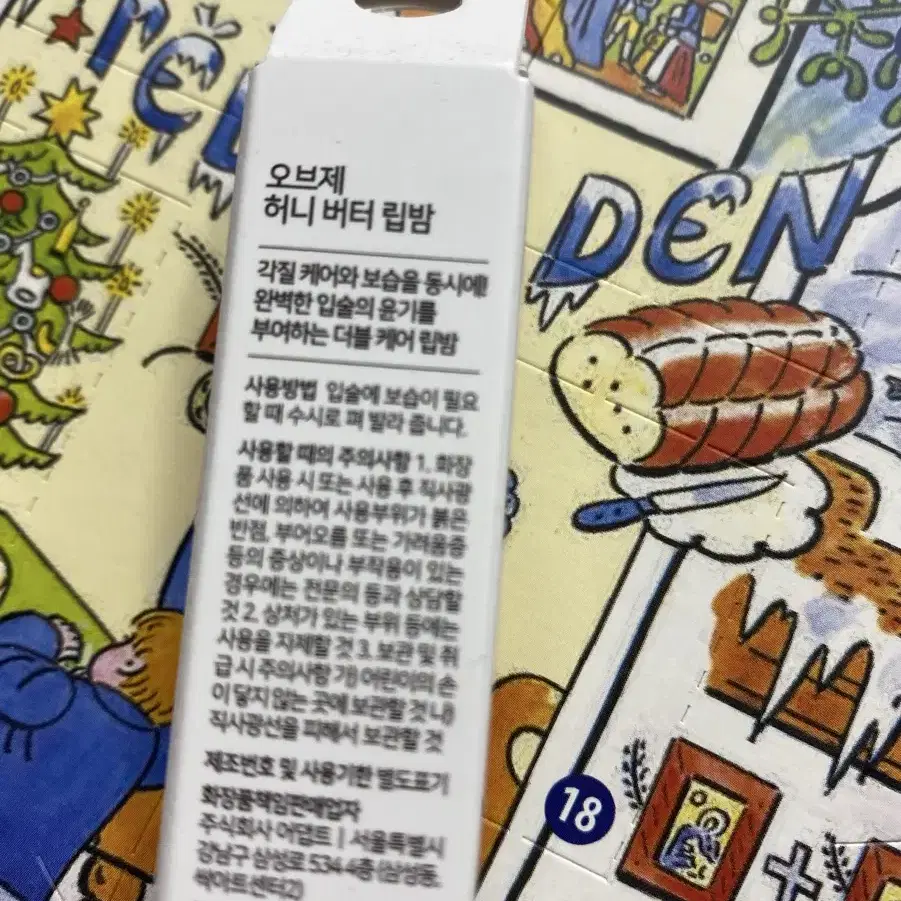 오브제
허니 버터 립밤
각질 케어와 보습을 동시에!
완벽한 입술의 윤기를
부여하는 더블 케어 립밤
사용방법 입술에 보습이 필요
할 때 수시로 펴 발라 줍니다.
사용할 때의 주의사항 1. 화장
품 사용 시 또는 사용 후 직사광
선에 의하여 사용부위가 붉은
반점, 부어오름 또는 가려움증
등의 증상이나 부작용이 있는
경우에는 전문의 등과 상담할
것 2. 상처가 있는 부위 등에는
사용을 자제할 것 3. 보관 및 취
급 시 주의사항 가) 어린이의 손
이 닿지 않는 곳에 보관할 것 나)
직사광선을 피해서 보관할 것
제조번호 및 사용기한 별도표기
화장품책임판매업자
주식회사 어댑트 | 서울특별시
강남구 삼성로 534 4층 (삼성동,
싹아트센터2)
DEN
18